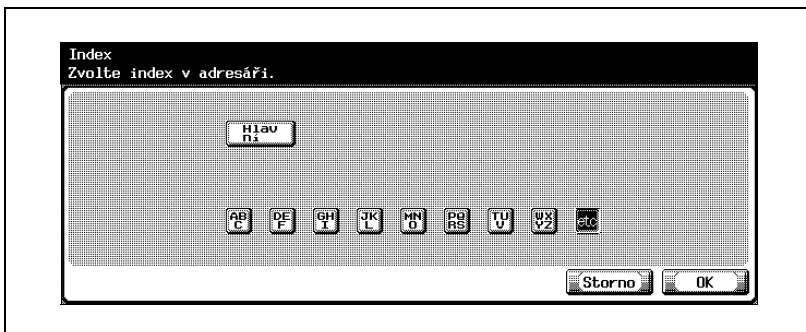 Index
Zvolte index v adresáři.
Hlav
ní
AB
C
DE
F
GH
I
JK
L
MN
O
PQ
RS
TU
V
WX
YZ
etc
Storno
OK